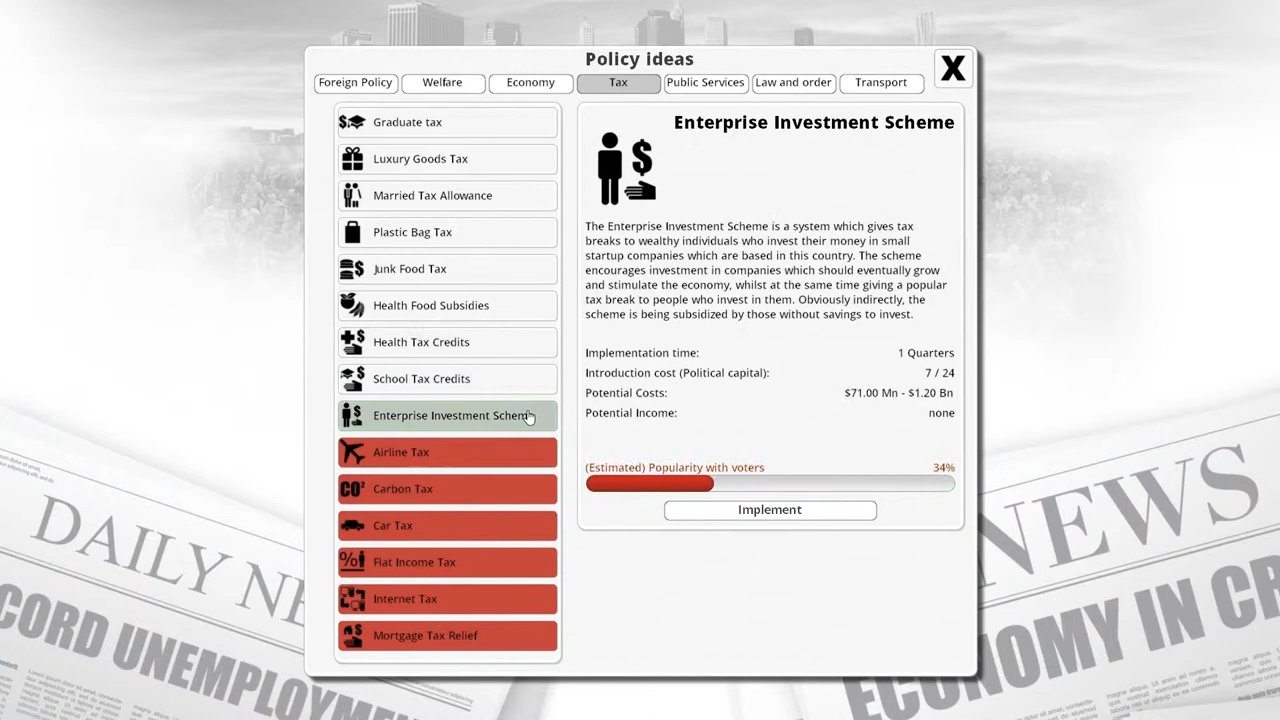 Policy ideas
X
Foreign Policy
Welfare
Economy
Tax
Public Services
Law and order
Transport
Graduate tax
Luxury Goods Tax
Married Tax Allowance
Plastic Bag Tax
Junk Food Tax
Health Food Subsidies
Health Tax Credits
School Tax Credits
Enterprise Investment Scheme
Airline Tax
CO² Carbon Tax
Car Tax
Flat Income Tax
Internet Tax
Mortgage Tax Relief
Enterprise Investment Scheme
The Enterprise Investment Scheme is a system which gives tax
breaks to wealthy individuals who invest their money in small
startup companies which are based in this country. The scheme
encourages investment in companies which should eventually grow
and stimulate the economy, whilst at the same time giving a popular
tax break to people who invest in them. Obviously indirectly, the
scheme is being subsidized by those without savings to invest.
Implementation time: 1 Quarters
Introduction cost (Political capital): 7 / 24
Potential Costs: $71.00 Mn - $1.20 Bn
Potential Income: none
(Estimated) Popularity with voters 34%
Implement
DAILY NE
CORD UNEMPLOYM
NEWS
ECONOMY IN CR